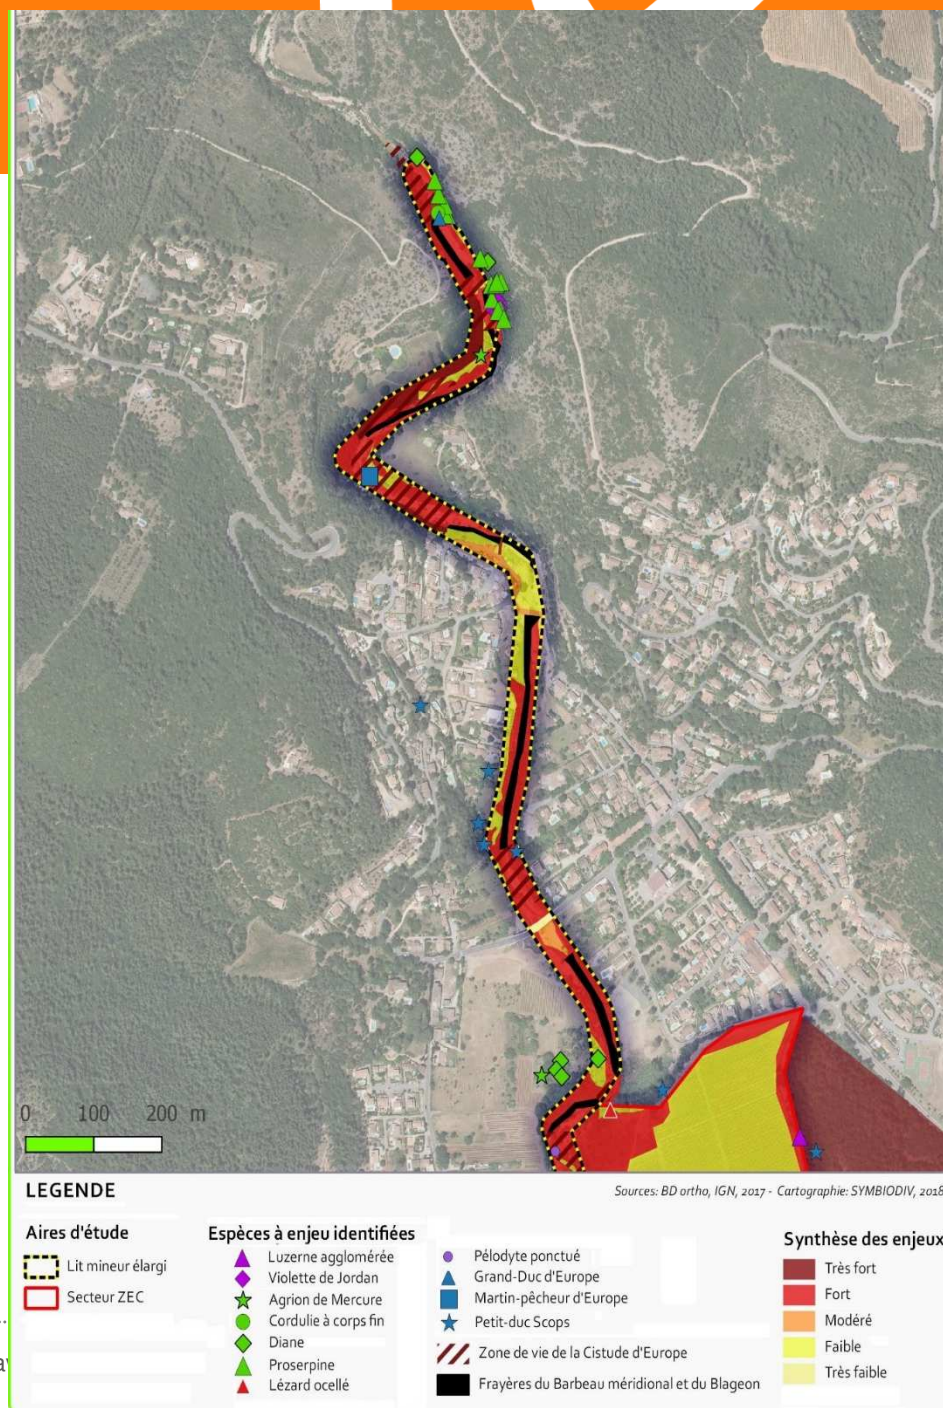 0 100 200 m
LEGENDE
Sources: BD ortho, IGN, 2017 - Cartographie: SYMBIODIV, 2018
Aires d'étude
Lit mineur élargi
Secteur ZEC
Espèces à enjeu identifiées
Luzerne agglomérée
Violette de Jordan
Agrion de Mercure
Cordulie à corps fin
Diane
Proserpine
Lézard ocellé
Pélodyte ponctué
Grand-Duc d'Europe
Martin-pêcheur d'Europe
Petit-duc Scops
Zone de vie de la Cistude d'Europe
Frayères du Barbeau méridional et du Blageon
Synthèse des enjeux
Très fort
Fort
Modéré
Faible
Très faible